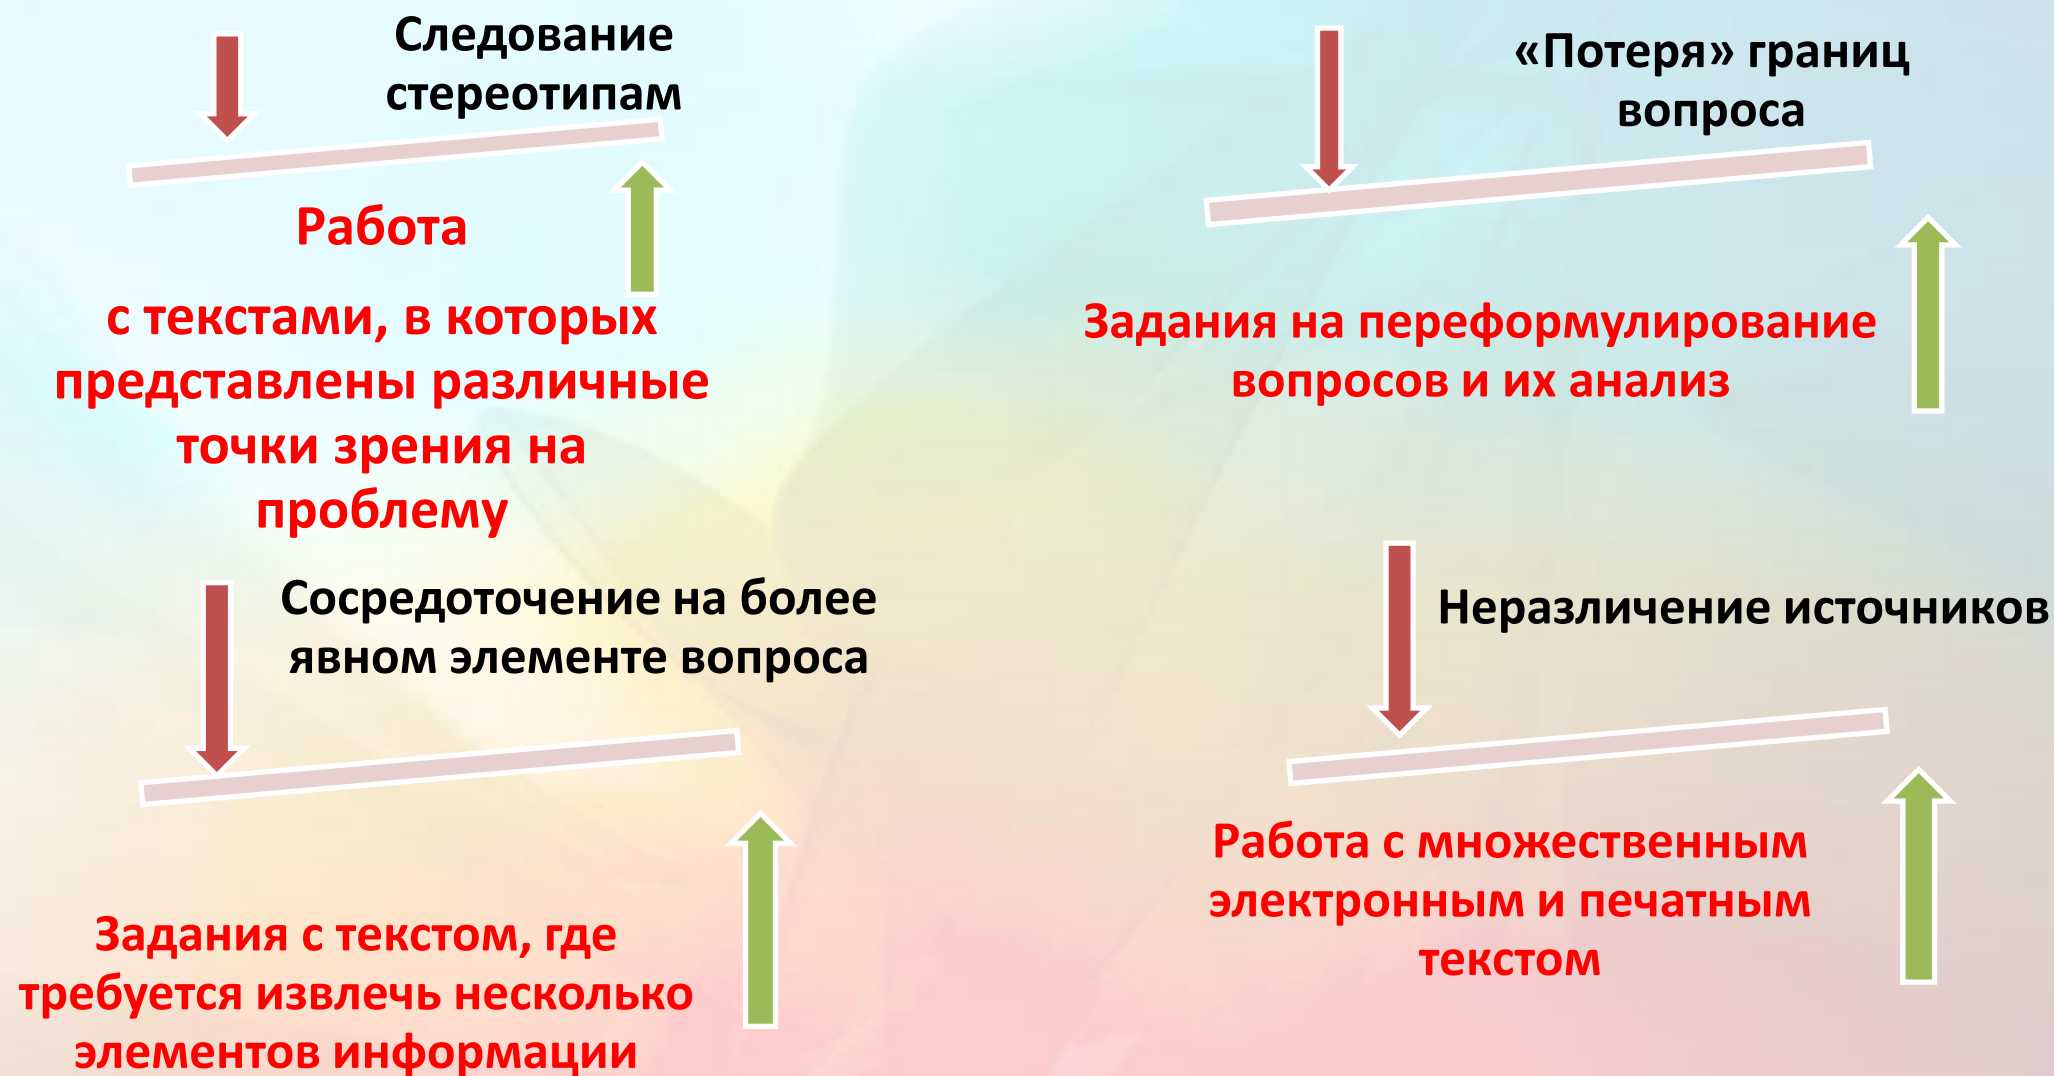 Следование
стереотипам
Работа
с текстами, в которых
представлены различные
точки зрения на
проблему
«Потеря» границ
вопроса
Задания на переформулирование
вопросов и их анализ
Сосредоточение на более
явном элементе вопроса
Задания с текстом, где
требуется извлечь несколько
элементов информации
Неразличение источников
Работа с множественным
электронным и печатным
текстом